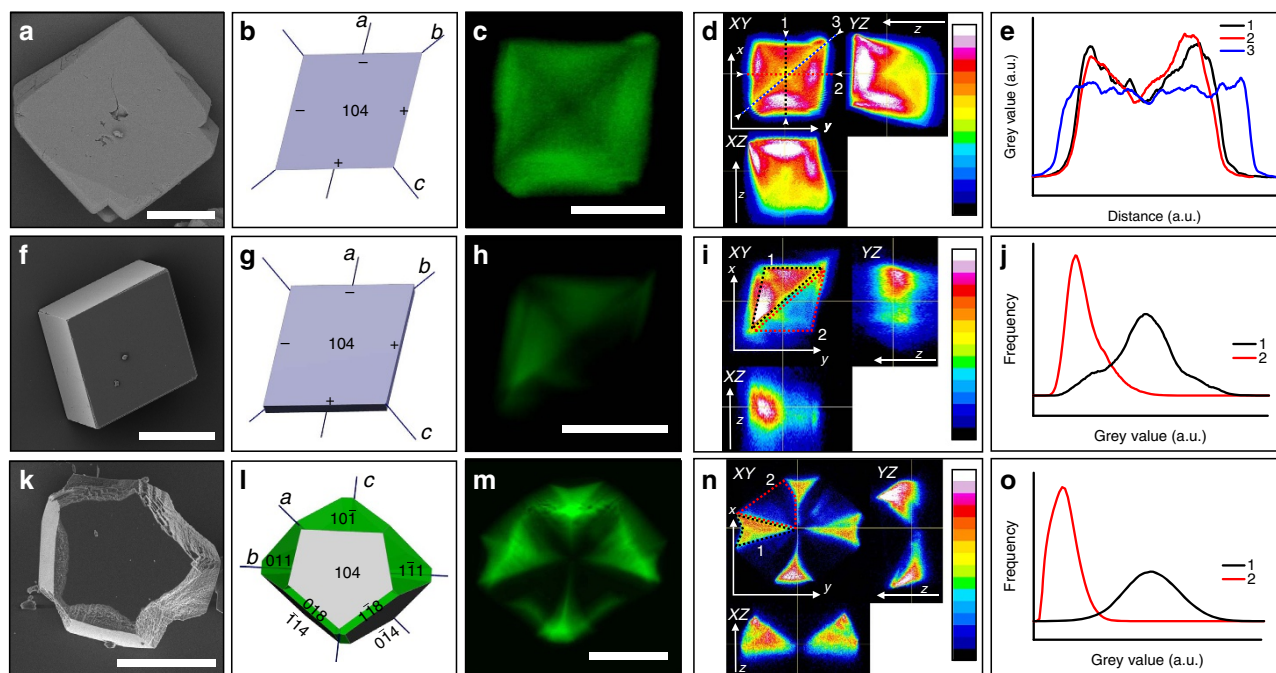 a
b
a
b
−
−
104
+
+
c
c
d
XY
1
3
YZ
z
x
2
y
XZ
z
e
Grey value (a.u.)
1
2
3
Distance (a.u.)
f
g
a
b
−
−
104
+
+
c
h
i
XY
1
YZ
x
2
y
z
XZ
z
j
Frequency
1
2
Grey value (a.u.)
k
l
c
a
101̄
b
011
104
11̄1
018
11̄8
1̄14
01̄4
m
n
XY
2
YZ
x
1
y
z
XZ
z
o
Frequency
1
2
Grey value (a.u.)